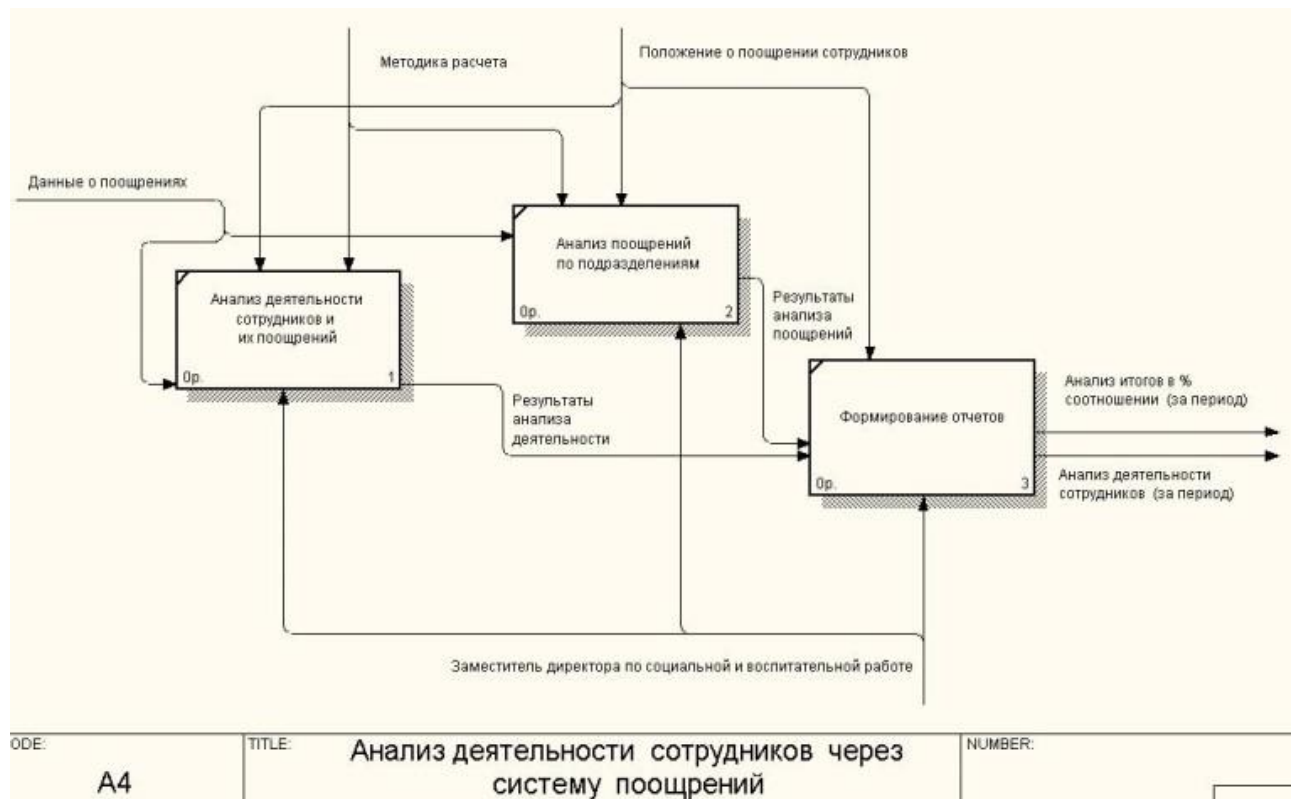 Методика расчета
Положение о поощрении сотрудников
Данные о поощрениях
Анализ поощрений
по подразделениям
0р.
2
Анализ деятельности
сотрудников и
их поощрений
0р.
1
Результаты
анализа
поощрений
Результаты
анализа
деятельности
Формирование отчетов
0р.
3
Анализ итогов в %
соотношении (за период)
Анализ деятельности
сотрудников (за период)
Заместитель директора по социальной и воспитательной работе
ODE:
A4
TITLE:
Анализ деятельности сотрудников через
систему поощрений
NUMBER: